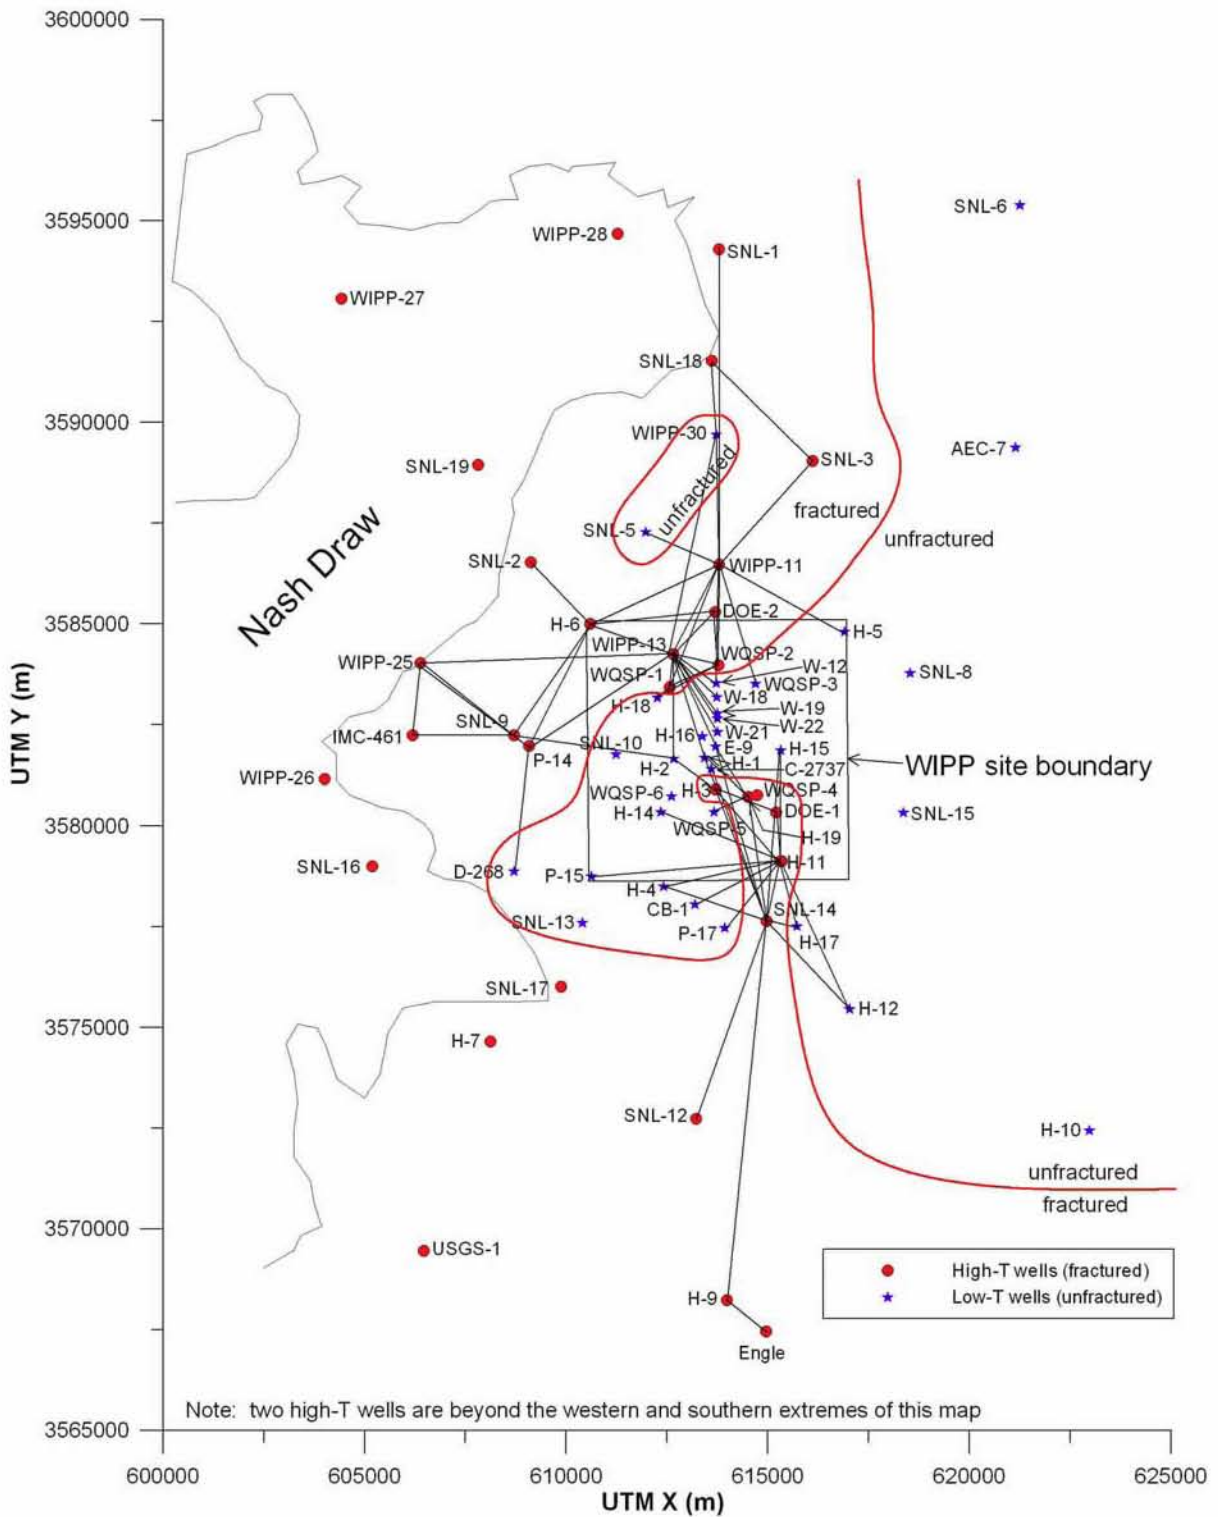 3600000
SNL-6
3595000
WIPP-28
SNL-1
WIPP-27
SNL-18
3590000
WIPP-30
AEC-7
SNL-19
SNL-3
unfractured
fractured
SNL-5
unfractured
Nash Draw
SNL-2
WIPP-11
DOE-2
3585000
H-6
H-5
WIPP-13
WQSP-2
W-12
WIPP-25
WQSP-1
WQSP-3
SNL-8
H-18
W-18
W-19
SNL-9
W-22
IMC-461
H-16
W-21
SNL-10
E-9
H-15
P-14
H-2
H-1
WIPP site boundary
C-2737
WIPP-26
H-3
WQSP-4
WQSP-6
H-14
DOE-1
SNL-15
3580000
WQSP-5
H-19
SNL-16
D-268
P-15
H-11
H-4
CB-1
SNL-14
SNL-13
P-17
H-17
SNL-17
H-12
3575000
H-7
SNL-12
H-10
unfractured
fractured
3570000
USGS-1
High-T wells (fractured)
H-9
Low-T wells (unfractured)
Engle
Note: two high-T wells are beyond the western and southern extremes of this map
3565000
600000 605000 610000 615000 620000 625000
UTM X (m)
UTM Y (m)